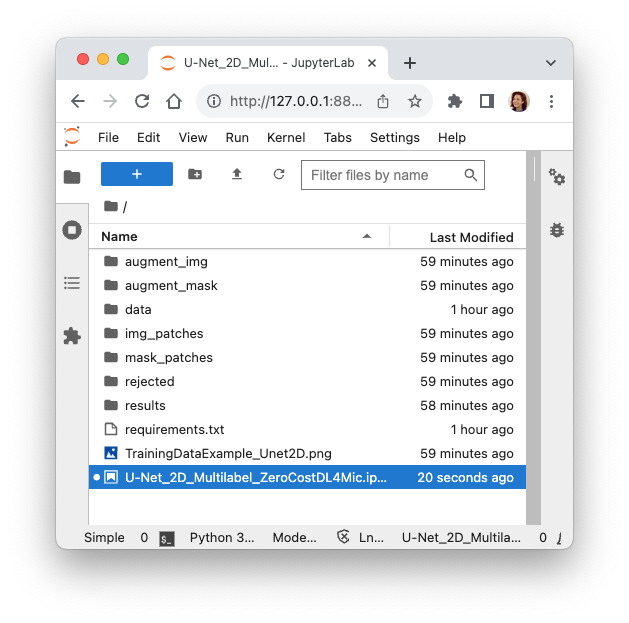 U-Net_2D_Mul... - JupyterLab
http://127.0.0.1:88...
File Edit View Run Kernel Tabs Settings Help
Filter files by name
/
Name Last Modified
augment_img 59 minutes ago
augment_mask 59 minutes ago
data 1 hour ago
img_patches 59 minutes ago
mask_patches 59 minutes ago
rejected 59 minutes ago
results 58 minutes ago
requirements.txt 1 hour ago
TrainingDataExample_Unet2D.png 59 minutes ago
U-Net_2D_Multilabel_ZeroCostDL4Mic.ip... 20 seconds ago
Simple 0 $_ Python 3... Mode... Ln... U-Net_2D_Multila... 0